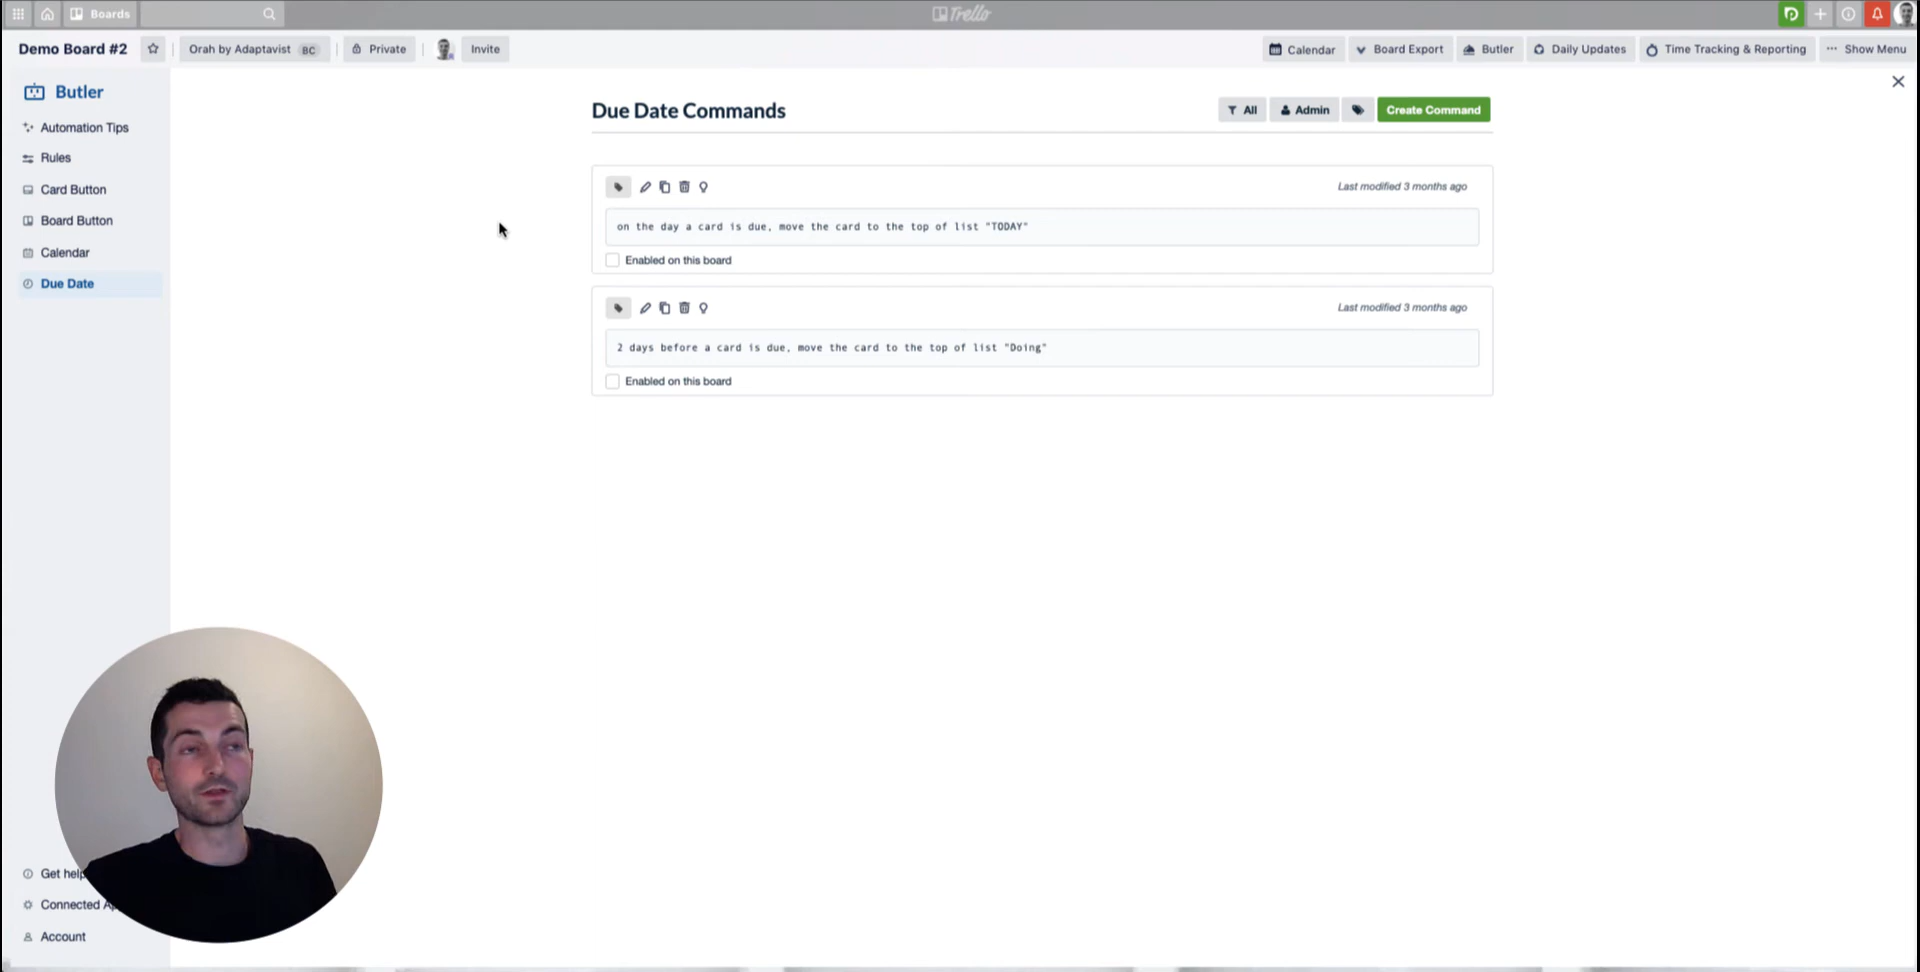 Boards
Trello
Demo Board #2
Orah by Adaptavist BC
Private
Invite
Calendar
Board Export
Butler
Daily Updates
Time Tracking & Reporting
Show Menu
Butler
Automation Tips
Rules
Card Button
Board Button
Calendar
Due Date
Due Date Commands
All
Admin
Create Command
Last modified 3 months ago
on the day a card is due, move the card to the top of list "TODAY"
Enabled on this board
Last modified 3 months ago
2 days before a card is due, move the card to the top of list "Doing"
Enabled on this board
Get help
Connected
Account